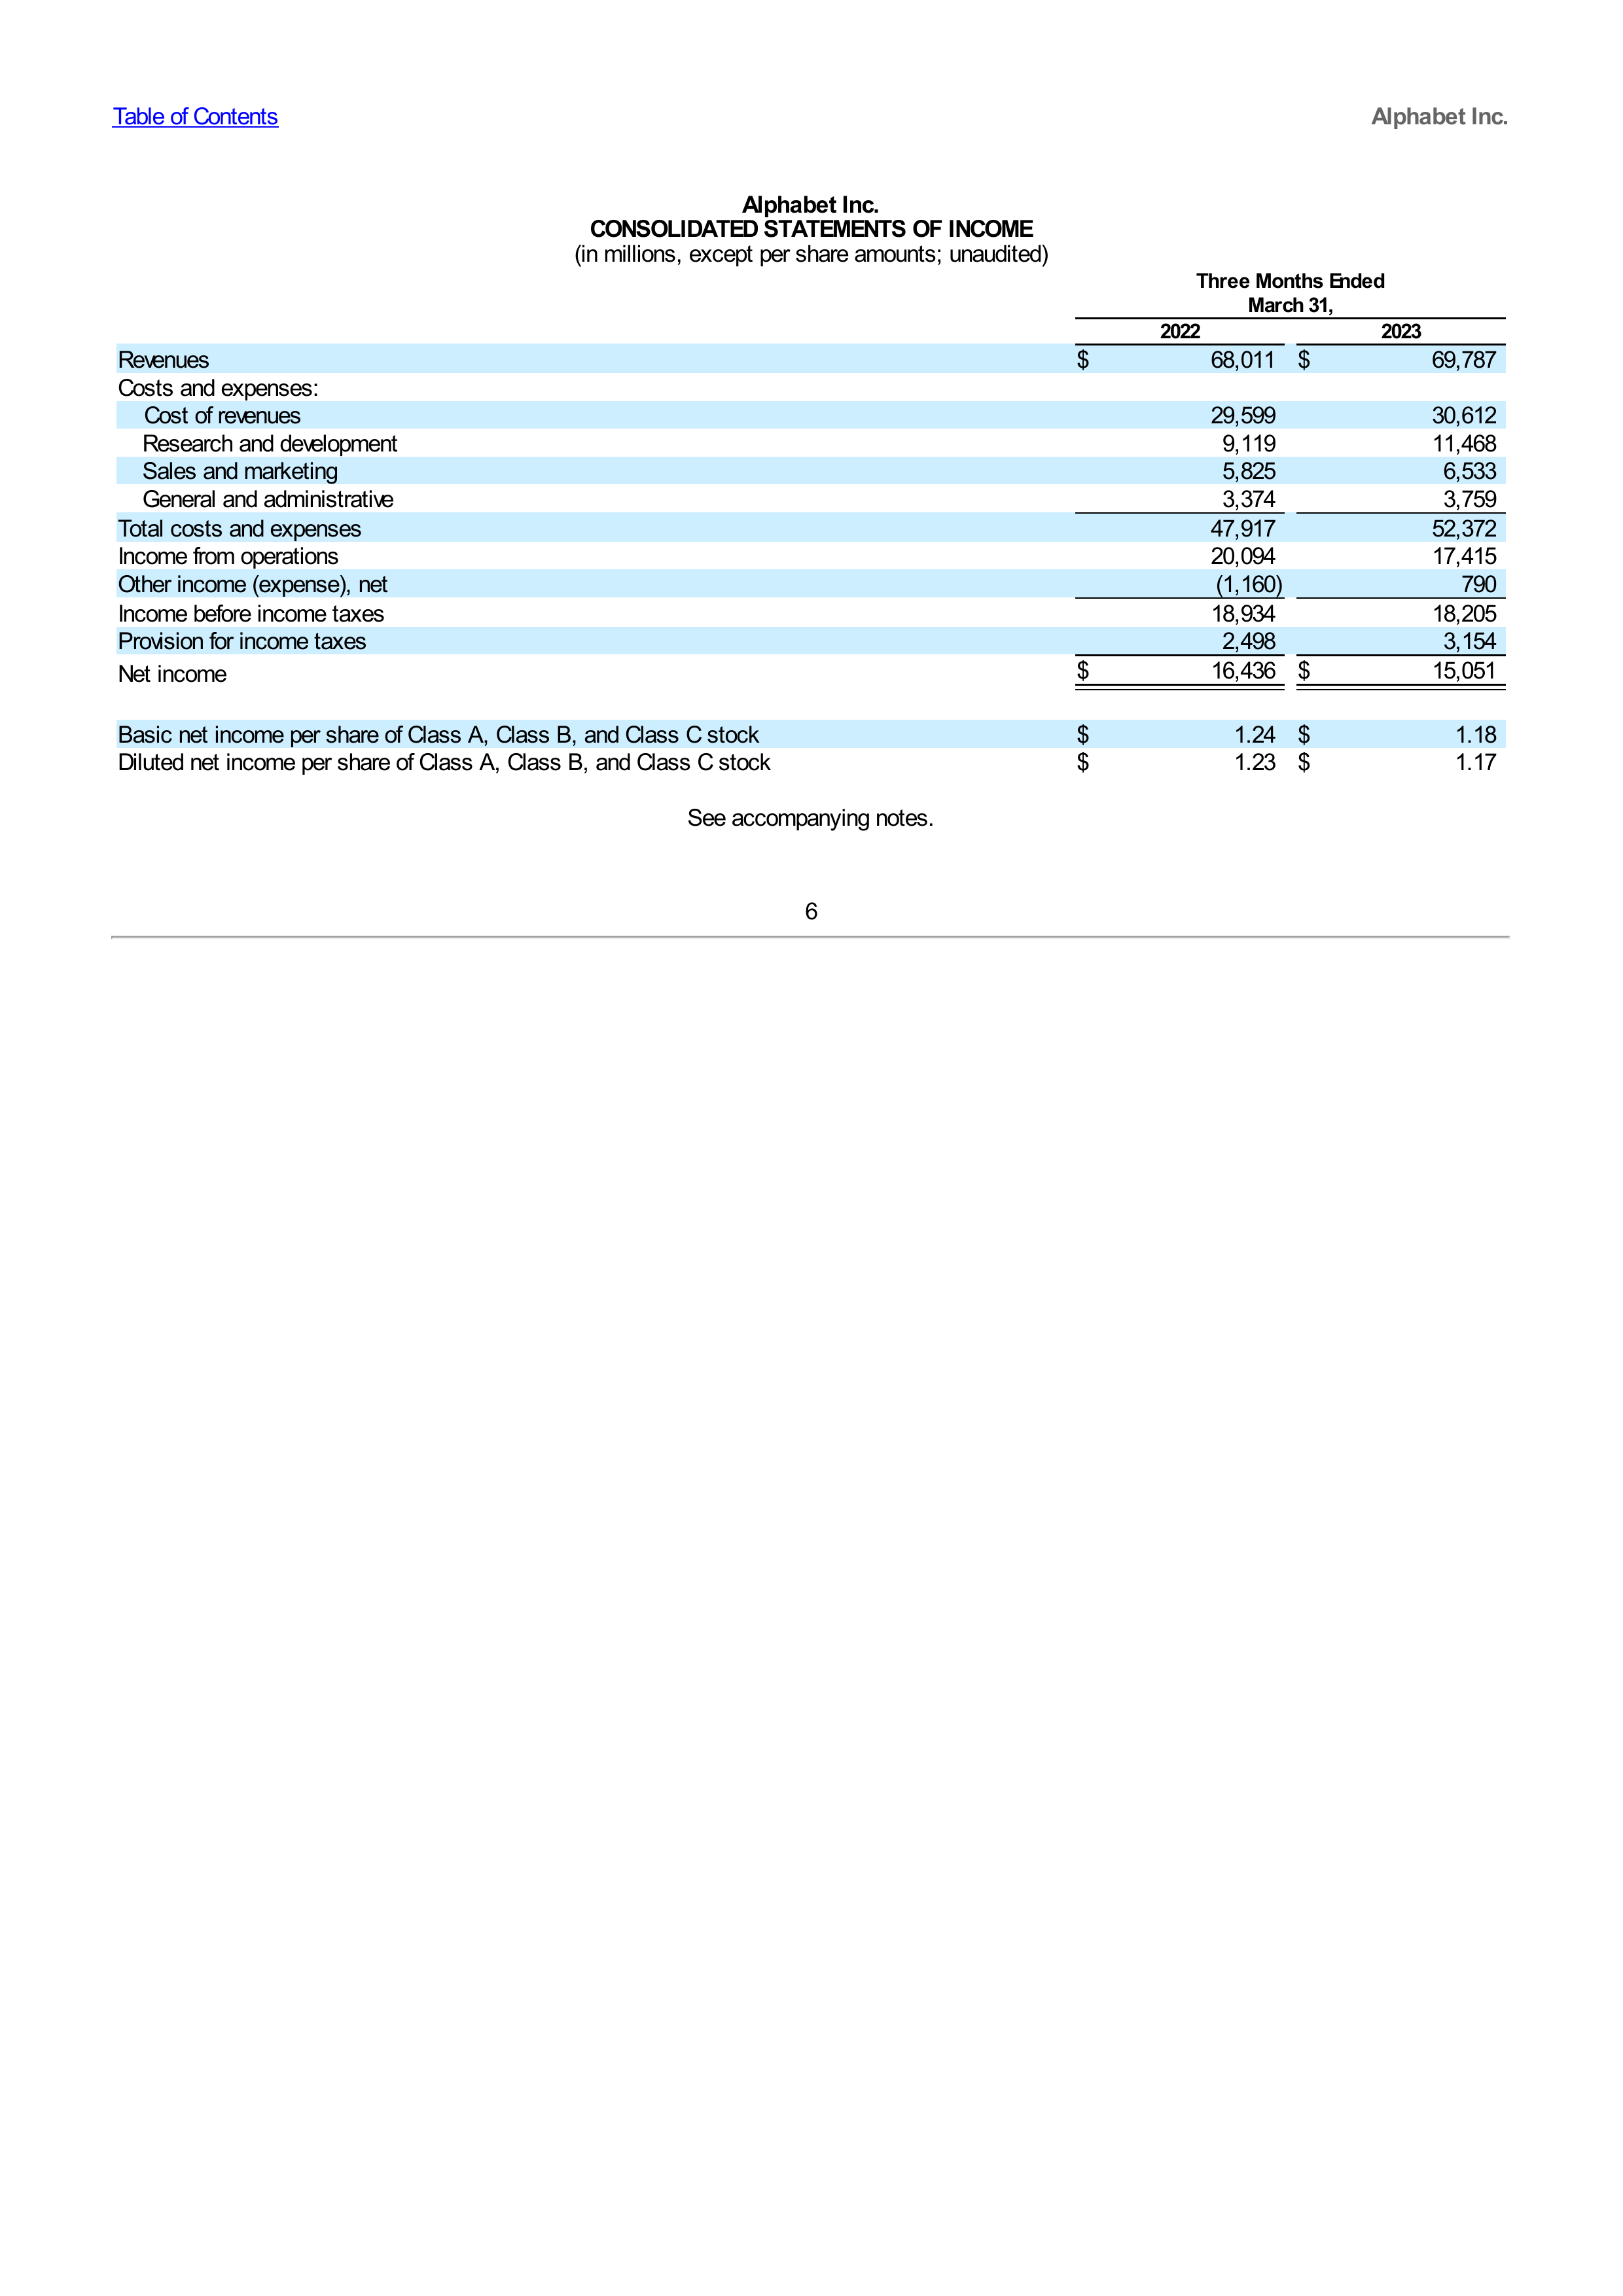 Table of Contents Alphabet Inc.
Alphabet Inc.
CONSOLIDATED STATEMENTS OF INCOME
(in millions, except per share amounts; unaudited)
Three Months Ended
March 31,
2022 2023
Revenues $ 68,011 $ 69,787
Costs and expenses:
Cost of revenues 29,599 30,612
Research and development 9,119 11,468
Sales and marketing 5,825 6,533
General and administrative 3,374 3,759
Total costs and expenses 47,917 52,372
Income from operations 20,094 17,415
Other income (expense), net (1,160) 790
Income before income taxes 18,934 18,205
Provision for income taxes 2,498 3,154
Net income $ 16,436 $ 15,051
Basic net income per share of Class A, Class B, and Class C stock $ 1.24 $ 1.18
Diluted net income per share of Class A, Class B, and Class C stock $ 1.23 $ 1.17
See accompanying notes.
6